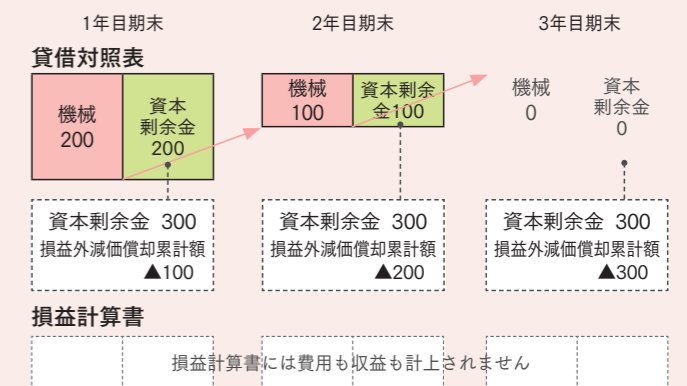 1年目期末
2年目期末
3年目期末
貸借対照表
機械
200
資本
剰余金
200
機械
100
資本剰余
金100
機械
0
資本
剰余金
0
資本剰余金 300
損益外減価償却累計額
▲100
資本剰余金 300
損益外減価償却累計額
▲200
資本剰余金 300
損益外減価償却累計額
▲300
損益計算書
損益計算書には費用も収益も計上されません